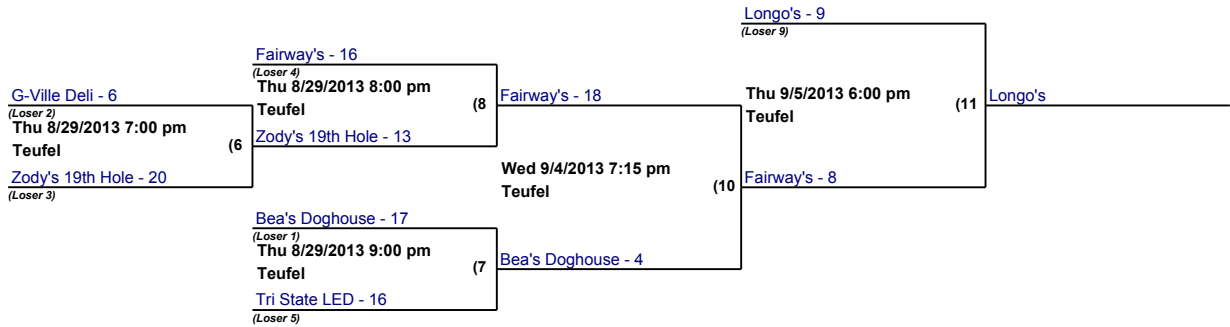 Longo's - 9
(Loser 9)
Fairway's - 16
(Loser 4)
Thu 8/29/2013 8:00 pm
Teufel
(8
G-Ville Deli - 6
(Loser 2)
Thu 8/29/2013 7:00 pm
Teufel
(6
Fairway's - 18
Thu 9/5/2013 6:00 pm
Teufel
(11
Longo's
Zody's 19th Hole - 13
Zody's 19th Hole - 20
(Loser 3)
Wed 9/4/2013 7:15 pm
Teufel
(10
Fairway's - 8
Bea's Doghouse - 17
(Loser 1)
Thu 8/29/2013 9:00 pm
Teufel
(7
Bea's Doghouse - 4
Tri State LED - 16
(Loser 5)